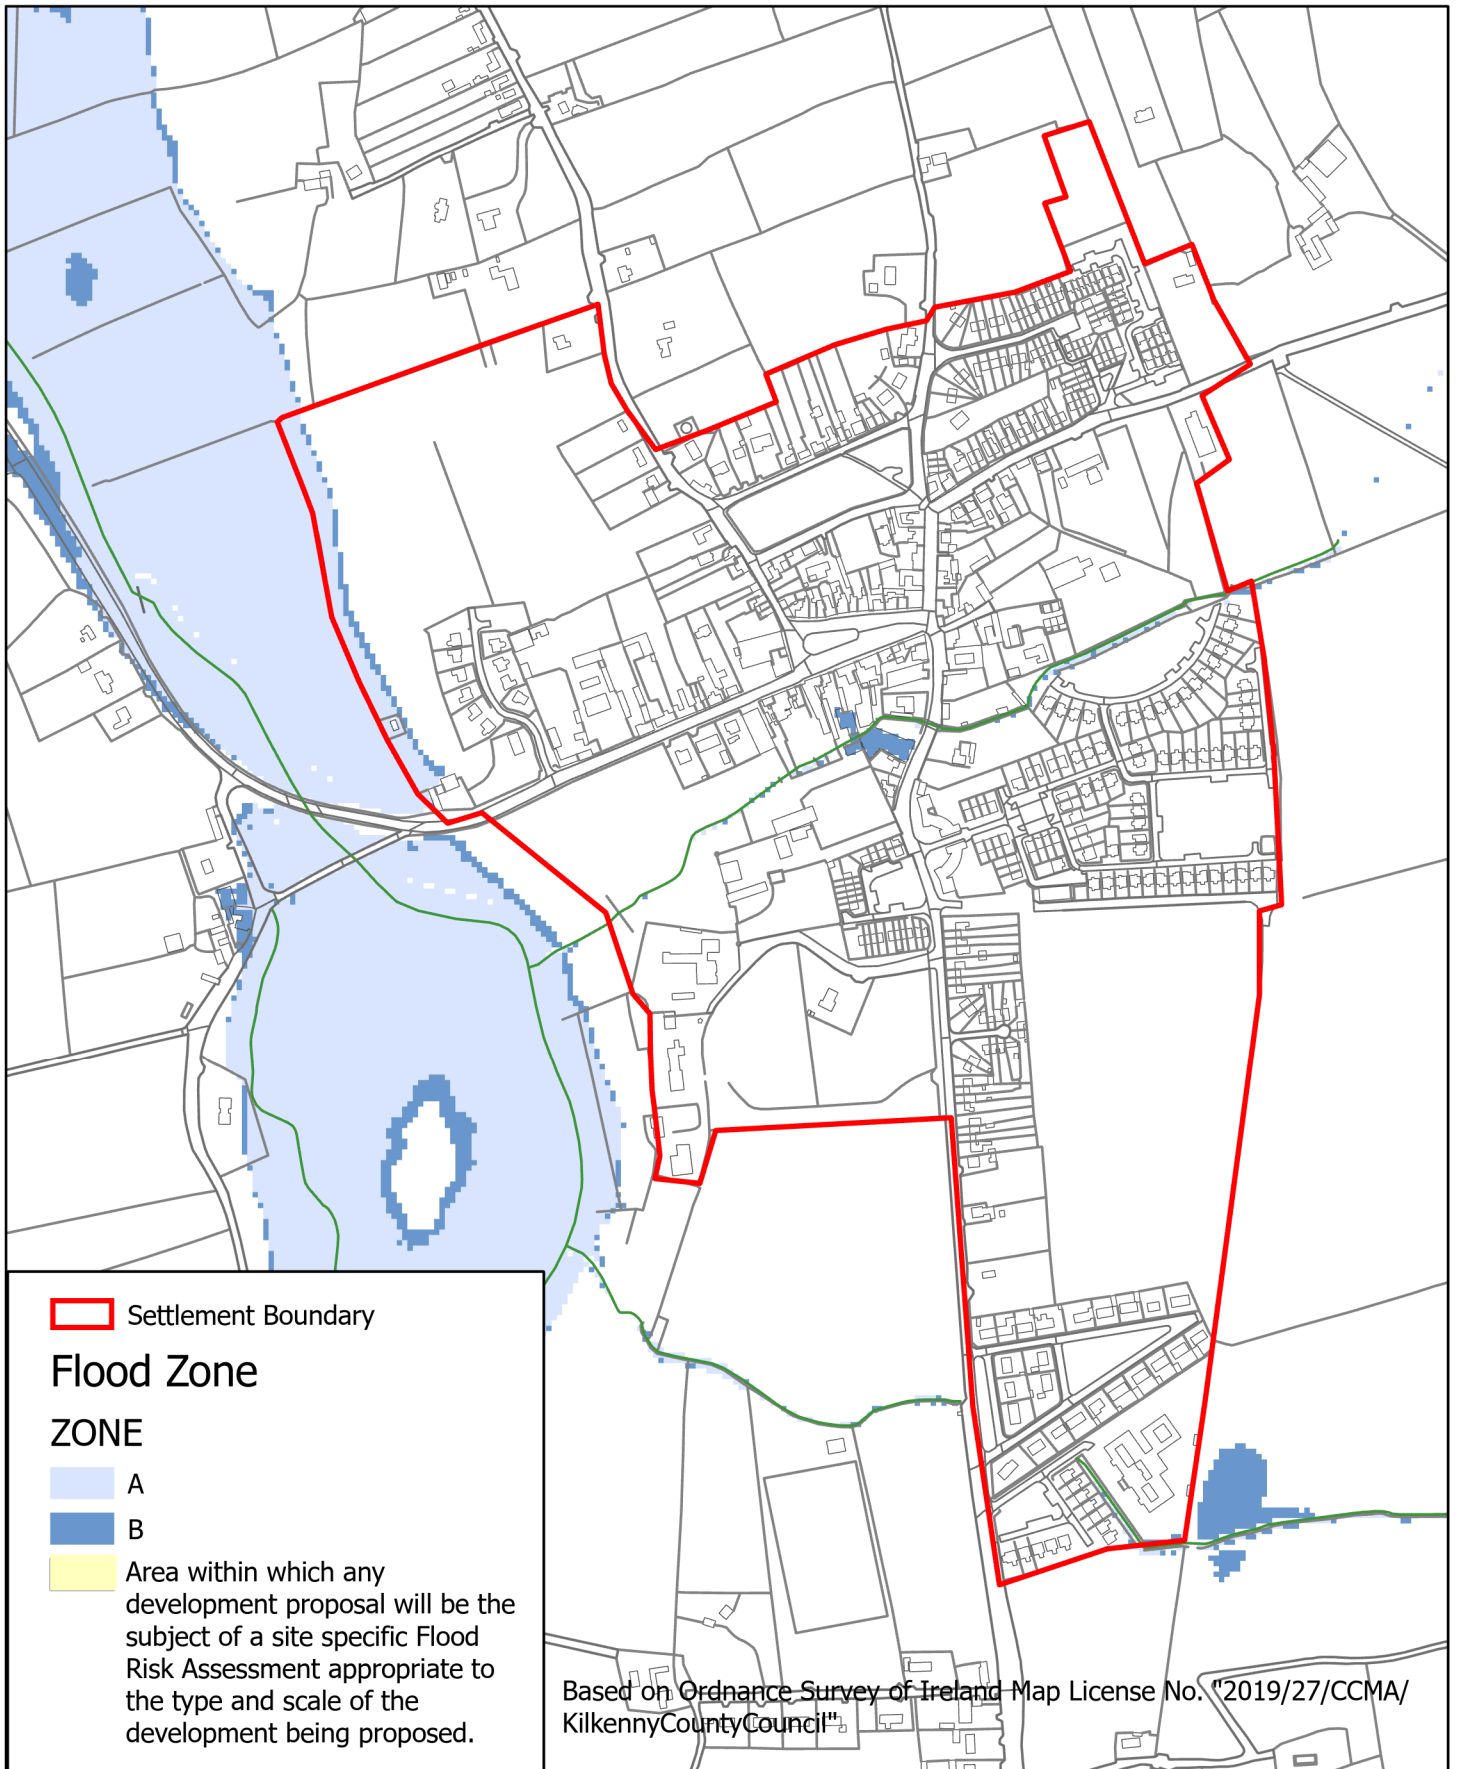 Settlement Boundary
Flood Zone
ZONE
A
B
Area within which any
development proposal will be the
subject of a site specific Flood
Risk Assessment appropriate to
the type and scale of the
development being proposed.
Based on Ordnance Survey of Ireland Map License No. "2019/27/CCMA/
KilkennyCountyCouncil"